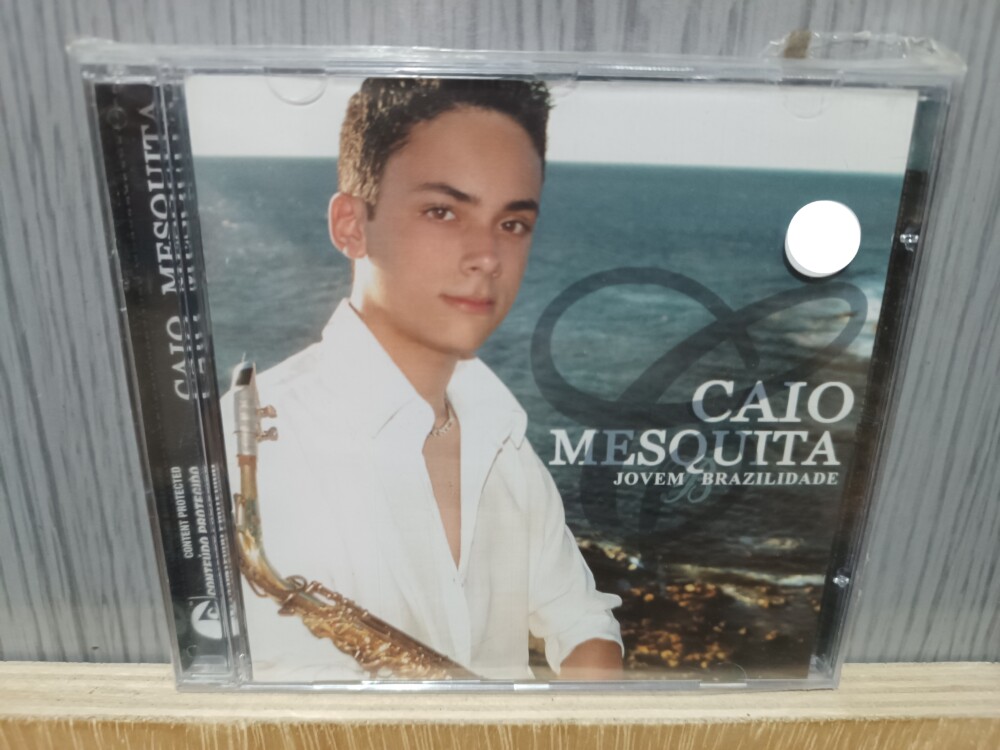 CAIO
MESQUITA
JOVEM BRAZILIDADE
CAIO MESQUITA
CONTENT PROTECTED
CONTEÚDO PROTEGIDO